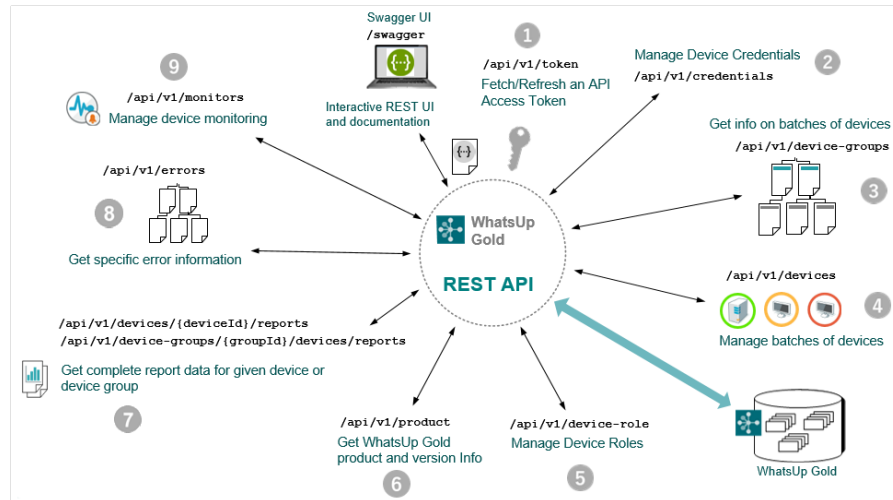 Swagger UI
/swagger
{...}
Interactive REST UI
and documentation
{...}
1
/api/v1/token
Fetch/Refresh an API
Access Token
2
Manage Device Credentials
/api/v1/credentials
Get info on batches of devices
/api/v1/device-groups
3
/api/v1/devices
4
Manage batches of devices
WhatsUp Gold
/api/v1/device-role
Manage Device Roles
5
/api/v1/product
Get WhatsUp Gold
product and version Info
6
/api/v1/devices/{deviceId}/reports
/api/v1/device-groups/{groupId}/devices/reports
Get complete report data for given device or
device group
7
/api/v1/errors
8
Get specific error information
9
/api/v1/monitors
Manage device monitoring
WhatsUp
Gold
REST API